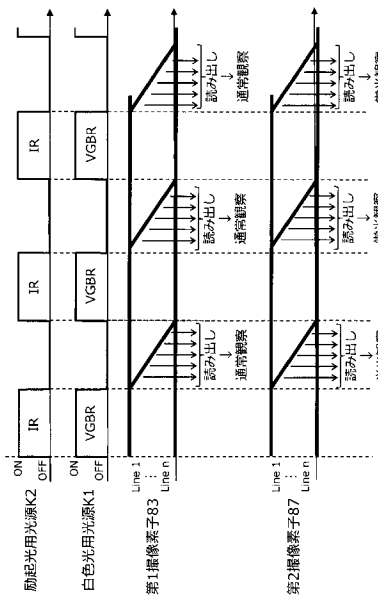 励起光用光源K2
ON
OFF
IR
IR
IR
白色光用光源K1
ON
OFF
VGBR
VGBR
VGBR
第1撮像素子83
Line 1
⋮
Line n
読み出し
通常観察
読み出し
通常観察
読み出し
通常観察
第2撮像素子87
Line 1
⋮
Line n
読み出し
読み出し
読み出し